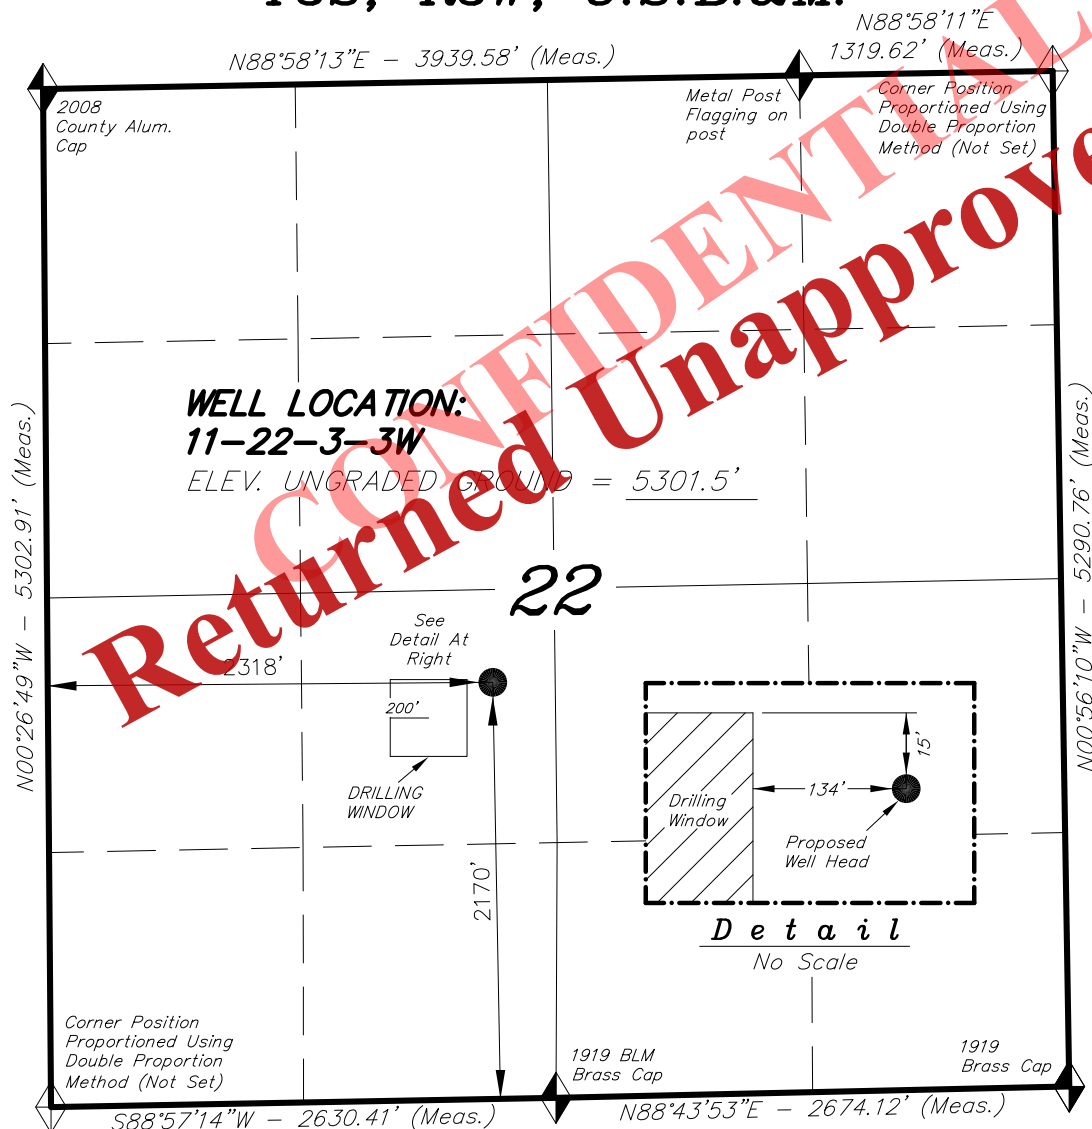 N88°58'11"E
1319.62' (Meas.)
N88°58'13"E - 3939.58' (Meas.)
2008
County Alum.
Cap
Metal Post
Flagging on
post
Corner Position
Proportioned Using
Double Proportion
Method (Not Set)
CONFIDENTIAL
Returned Unapprove
WELL LOCATION:
11-22-3-3W
ELEV. UNGRADED GROUND = 5301.5'
N00°26'49"W - 5302.91' (Meas.)
N00°56'10"W - 5290.76' (Meas.)
22
See
Detail At
Right
2318'
200'
DRILLING
WINDOW
2170'
15'
134'
Drilling
Window
Proposed
Well Head
Detail
No Scale
Corner Position
Proportioned Using
Double Proportion
Method (Not Set)
1919 BLM
Brass Cap
1919
Brass Cap
S88°57'14"W - 2630.41' (Meas.)
N88°43'53"E - 2674.12' (Meas.)